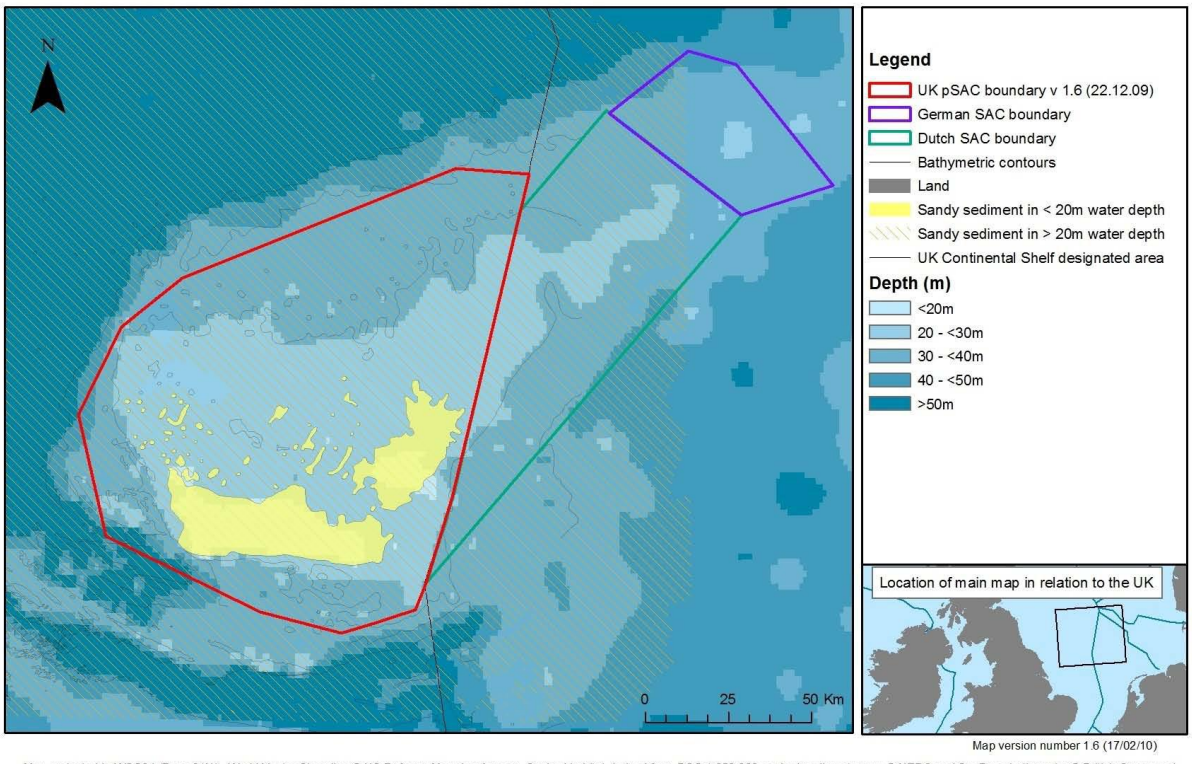 N
0 25 50 Km
Legend
UK pSAC boundary v 1.6 (22.12.09)
German SAC boundary
Dutch SAC boundary
Bathymetric contours
Land
Sandy sediment in < 20m water depth
Sandy sediment in > 20m water depth
UK Continental Shelf designated area
Depth (m)
<20m
20 - <30m
30 - <40m
40 - <50m
>50m
Location of main map in relation to the UK
Map version number 1.6 (17/02/10)